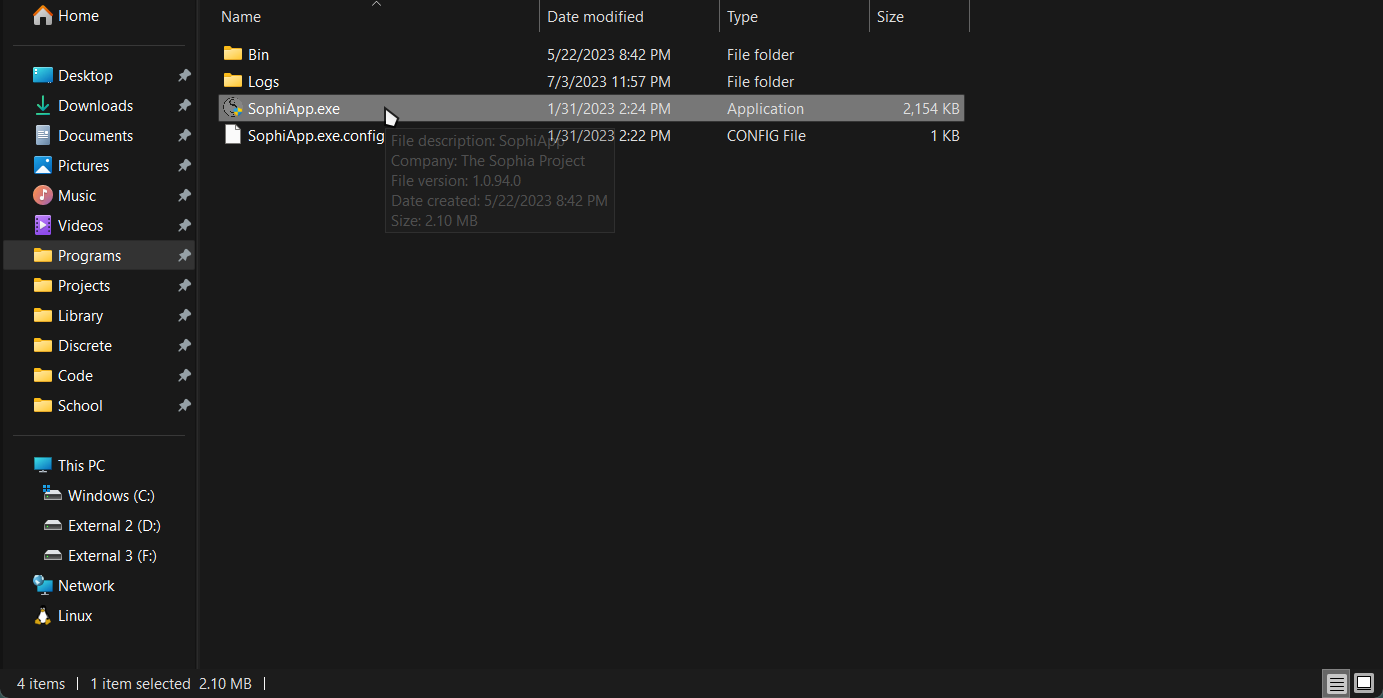 Home
Desktop
Downloads
Documents
Pictures
Music
Videos
Programs
Projects
Library
Discrete
Code
School
This PC
Windows (C:)
External 2 (D:)
External 3 (F:)
Network
Linux
Name Date modified Type Size
Bin 5/22/2023 8:42 PM File folder
Logs 7/3/2023 11:57 PM File folder
SophiApp.exe 1/31/2023 2:24 PM Application 2,154 KB
SophiApp.exe.config 1/31/2023 2:22 PM CONFIG File 1 KB
File description: SophiApp
Company: The Sophia Project
File version: 1.0.94.0
Date created: 5/22/2023 8:42 PM
Size: 2.10 MB
4 items | 1 item selected 2.10 MB |